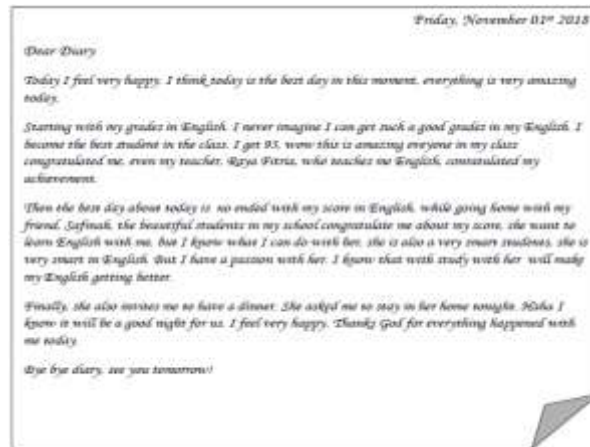 Friday, November 01st 2018
Dear Diary
Today I feel very happy. I think today is the best day in this moment, everything is very amazing
today.
Starting with my grades in English. I never imagine I can get such a good grades in my English. I
become the best student in the class. I get 93, wow this is amazing everyone in my class
congratulated me, even my teacher, Raya Fitria, who teaches me English, contratulated my
achievement.
Then the best day about today is no ended with my score in English, while going home with my
friend, Safinah, the beautiful students in my school congratulate me about my score, she want to
learn English with me, but I know what I can do with her, she is also a very smart students, she is
very smart in English. But I have a passion with her. I know that with study with her will make
my English getting better.
Finally, she also invites me to have a dinner. She asked me to stay in her home tonight. Haha I
know it will be a good night for us. I feel very happy. Thanks God for everything happened with
me today.
Bye bye diary, see you tomorrow!